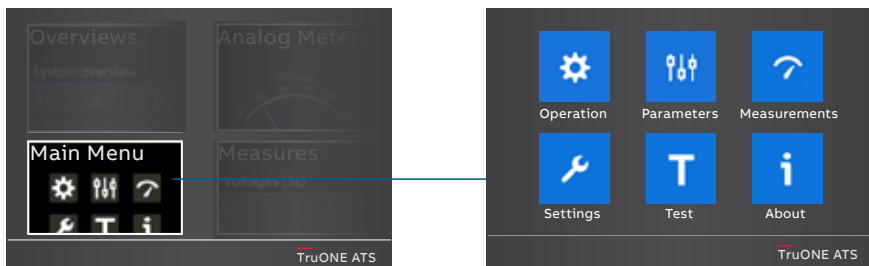 Overviews
Analog Meters
System overview
Voltage
OK
Main Menu
Measures
Voltages (S1)
T i
TruONE ATS
Operation
Parameters
Measurements
T
i
Settings
Test
About
TruONE ATS